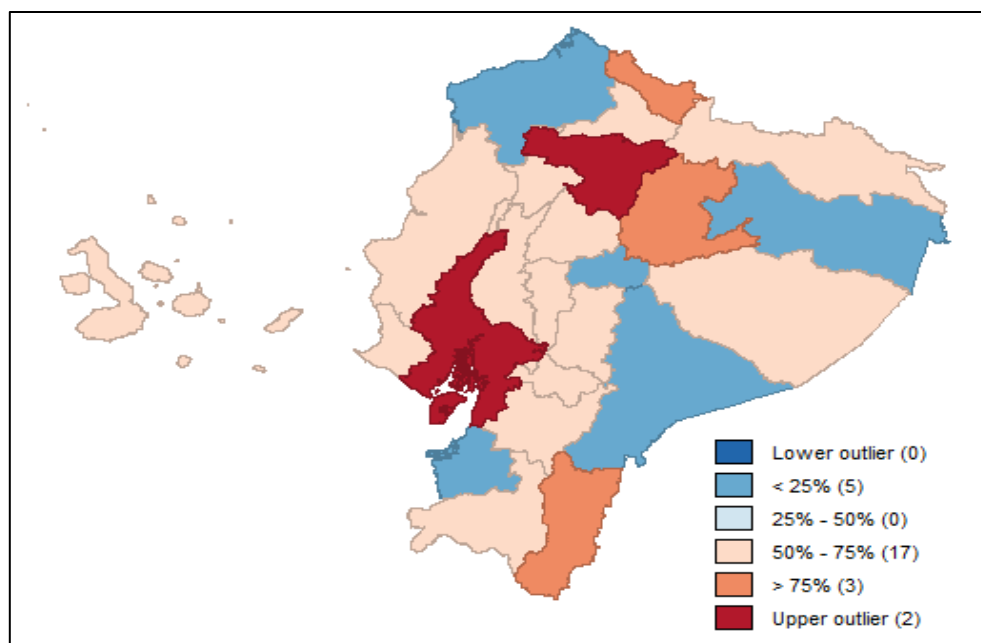 Lower outlier (0)
< 25% (5)
25% - 50% (0)
50% - 75% (17)
> 75% (3)
Upper outlier (2)